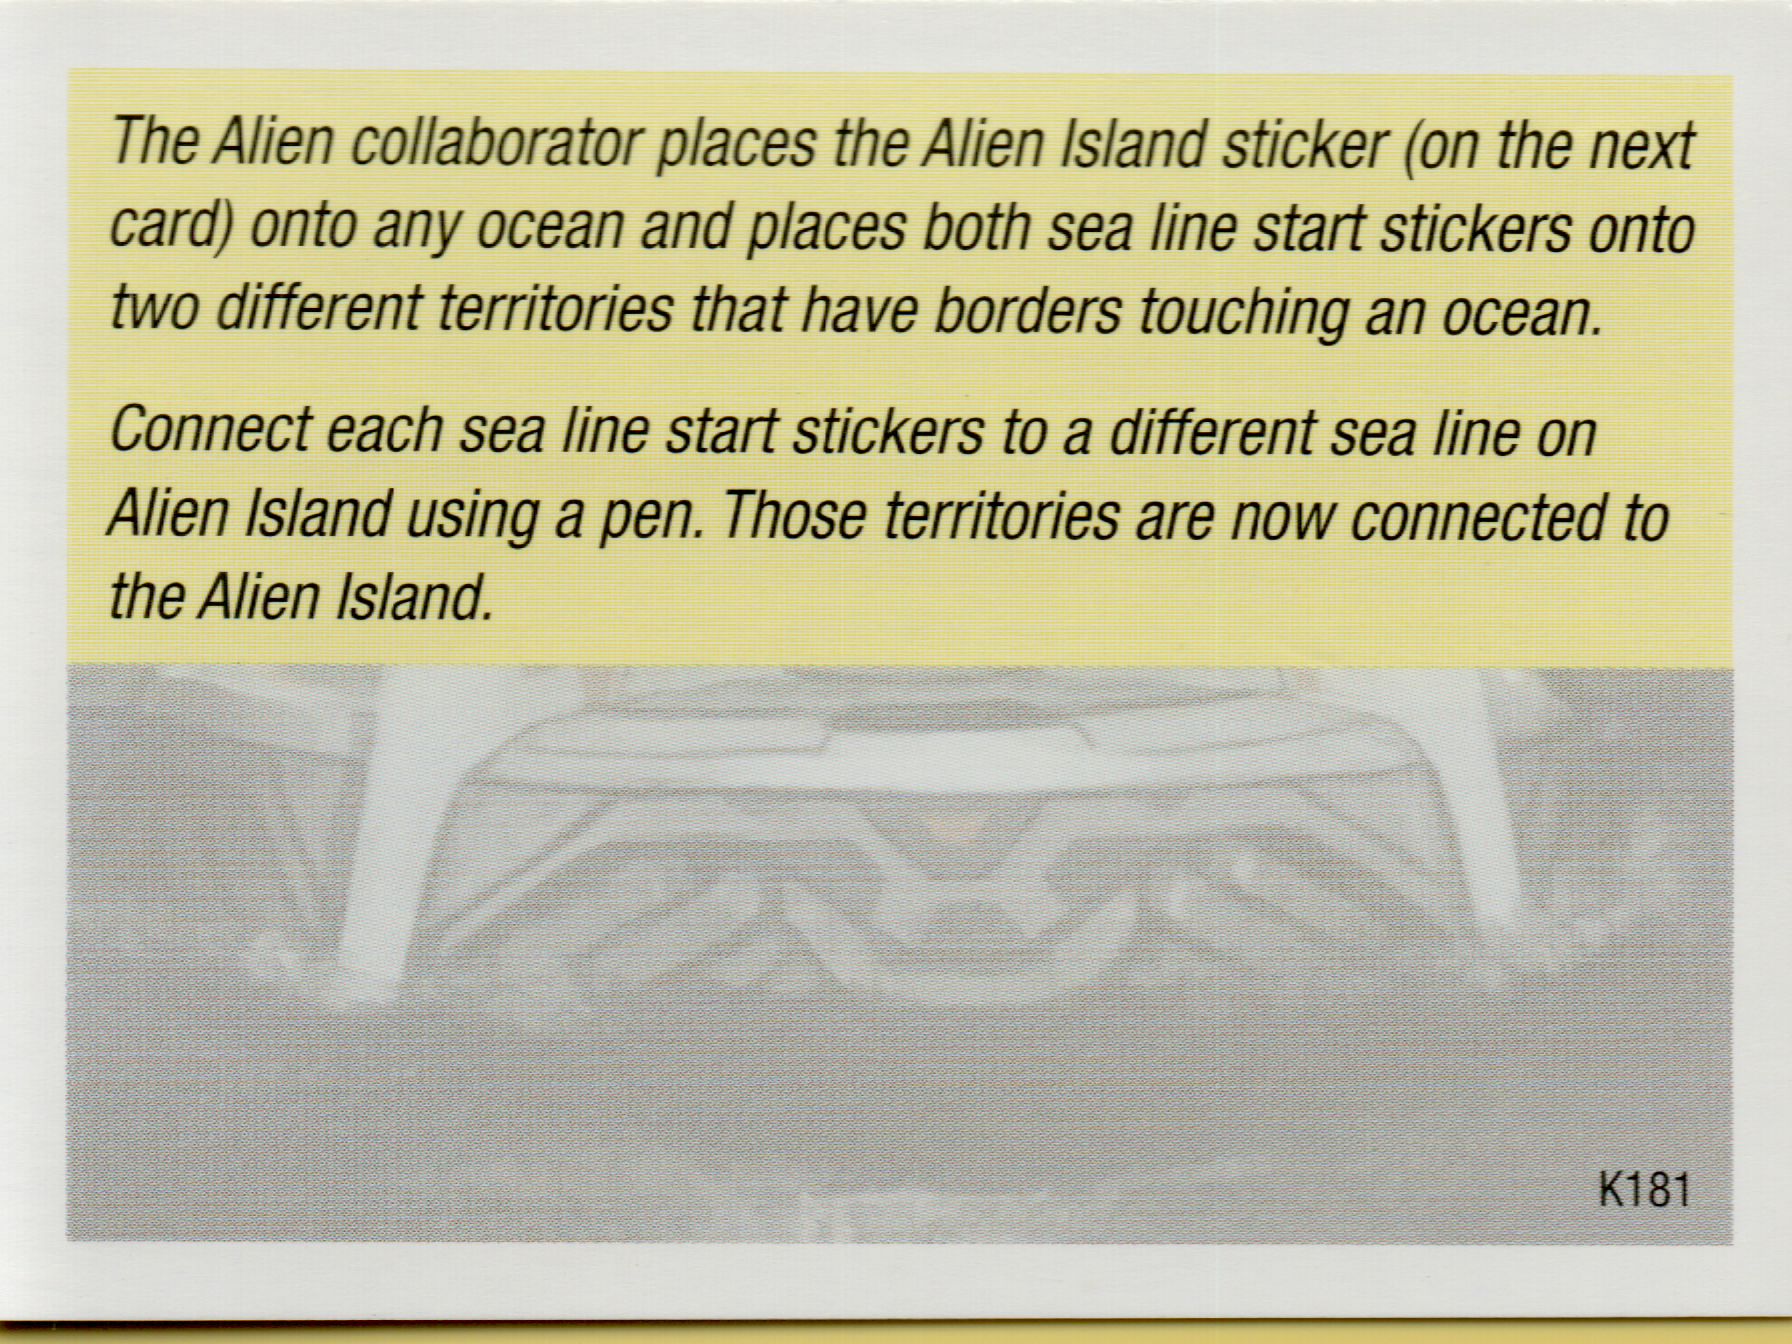 The Alien collaborator places the Alien Island sticker (on the next
card) onto any ocean and places both sea line start stickers onto
two different territories that have borders touching an ocean.
Connect each sea line start stickers to a different sea line on
Alien Island using a pen. Those territories are now connected to
the Alien Island.
K181